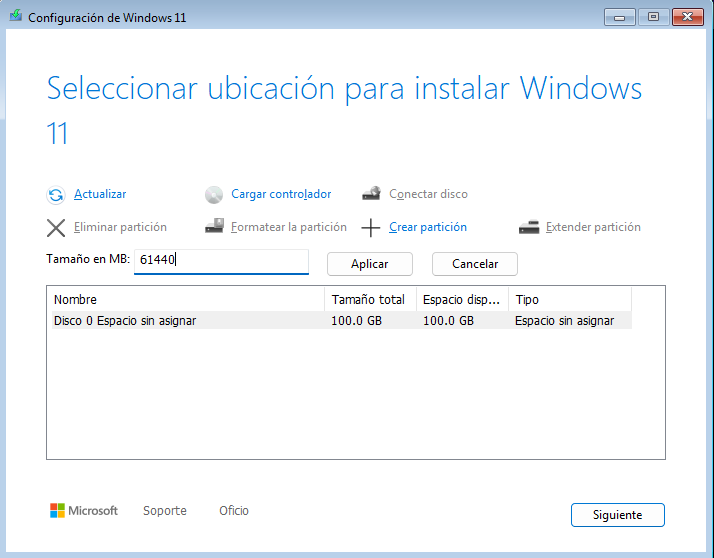 Configuración de Windows 11
Seleccionar ubicación para instalar Windows
11
Actualizar
Cargar controlador
Conectar disco
Eliminar partición
Formatear la partición
Crear partición
Extender partición
Tamaño en MB: 61440
Aplicar
Cancelar
Nombre Tamaño total Espacio disp... Tipo
Disco 0 Espacio sin asignar 100.0 GB 100.0 GB Espacio sin asignar
Microsoft Soporte Oficio
Siguiente